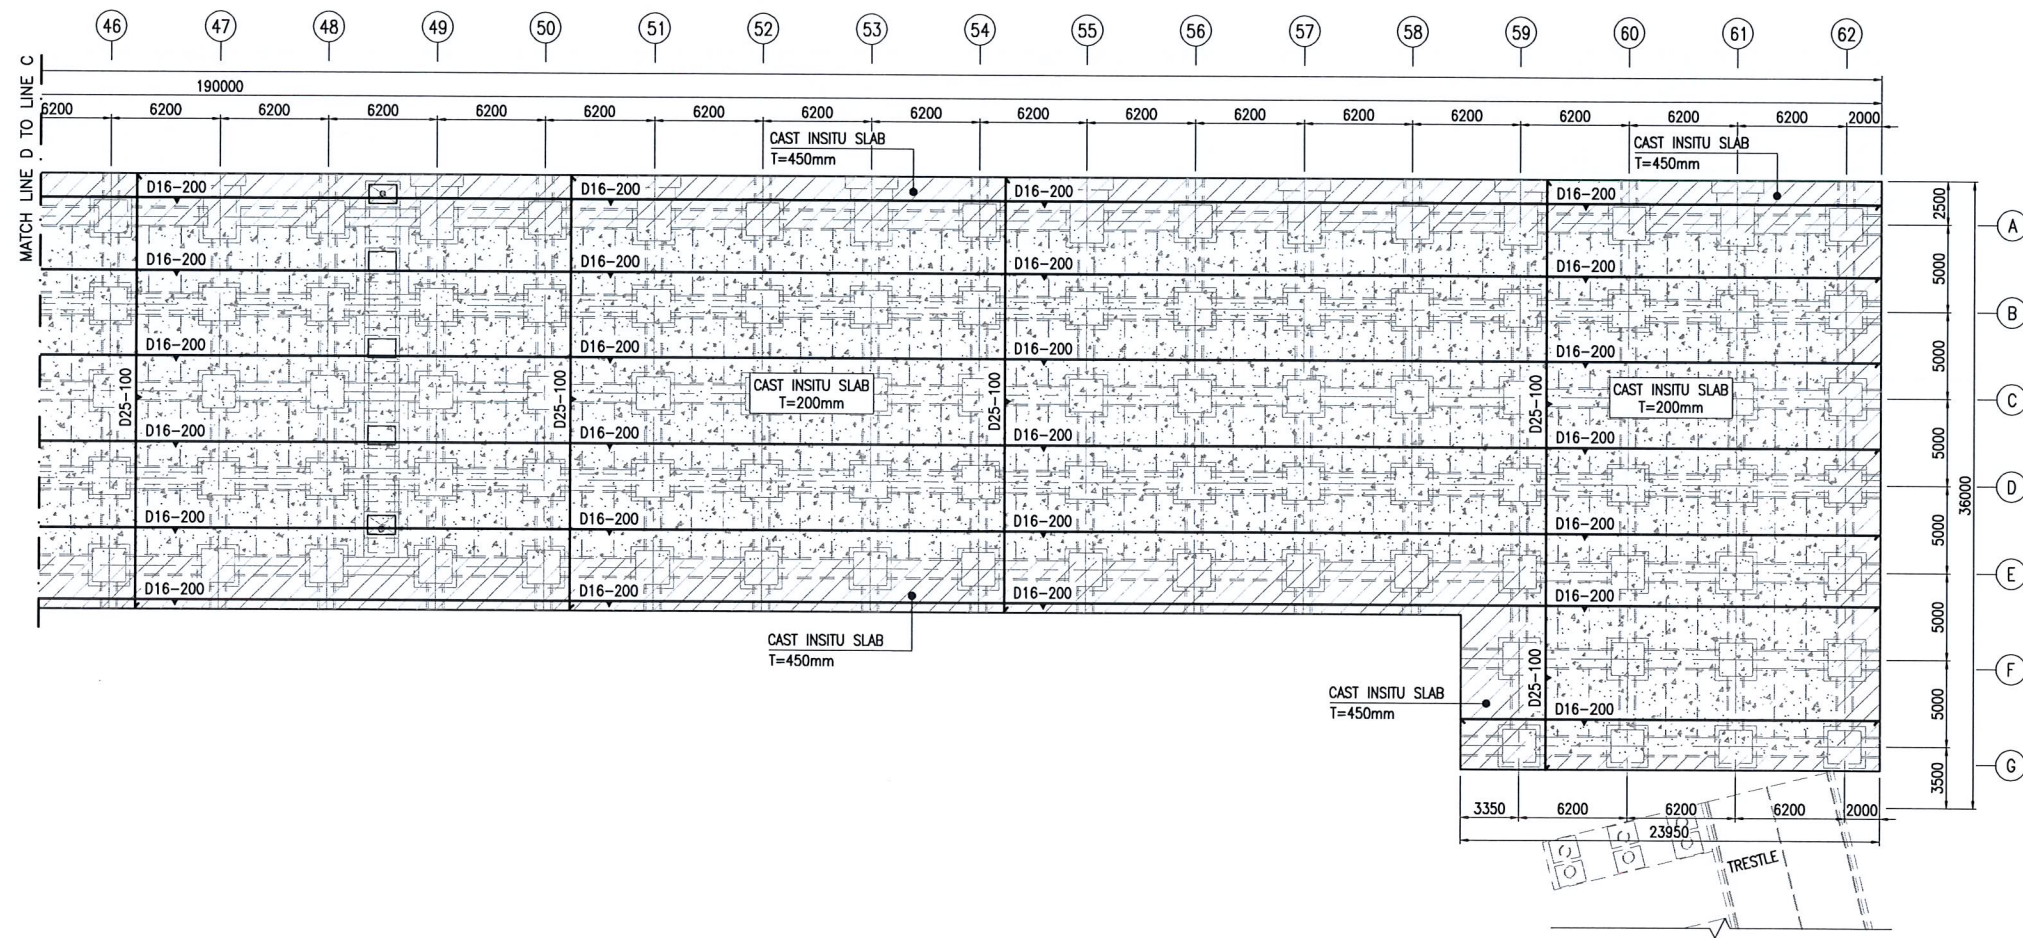 46 47 48 49 50 51 52 53 54 55 56 57 58 59 60 61 62
MATCH LINE D TO LINE C
190000
6200 6200 6200 6200 6200 6200 6200 6200 6200 6200 6200 6200 6200 6200 6200 6200 6200 2000
CAST INSITU SLAB
T=450mm
CAST INSITU SLAB
T=450mm
D16-200 D16-200 D16-200 D16-200
2500
A
D16-200 D16-200 D16-200 D16-200
5000
B
D16-200 D16-200 D16-200 D16-200
5000
D25-100 D25-100 D25-100 D25-100
CAST INSITU SLAB
T=200mm
CAST INSITU SLAB
T=200mm
C
D16-200 D16-200 D16-200 D16-200
5000
D
36000
D16-200 D16-200 D16-200 D16-200
5000
E
D16-200 D16-200 D16-200 D16-200
5000
CAST INSITU SLAB
T=450mm
D25-100
F
CAST INSITU SLAB
T=450mm
D16-200
5000
G
3500
3350 6200 6200 6200 2000
23950
TRESTLE